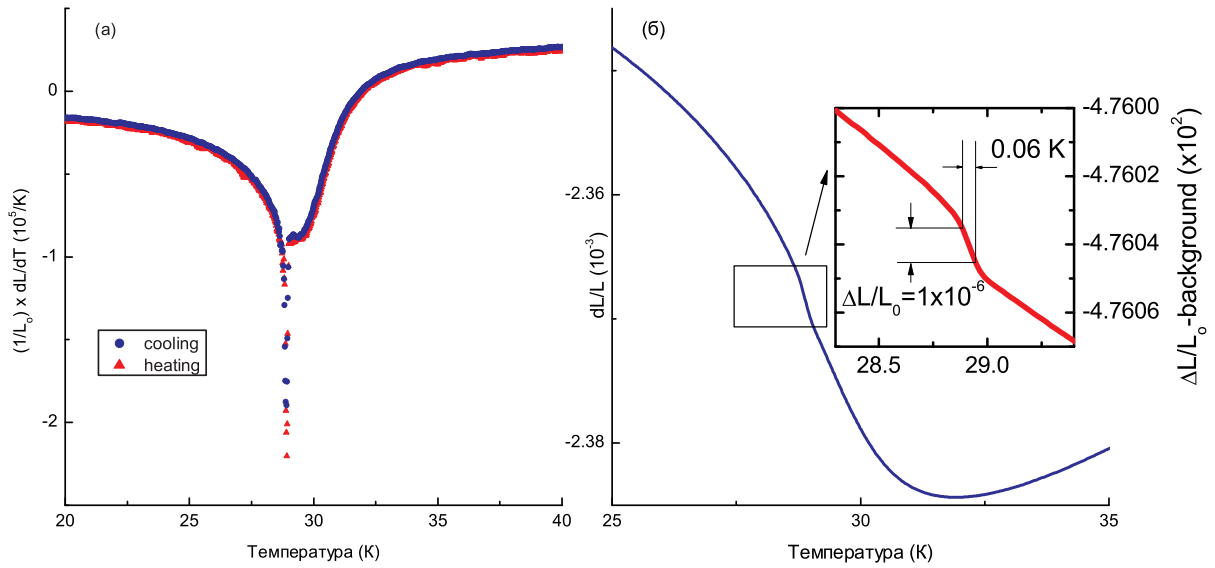 (a)
0
-1
-2
(1/Lo) x dL/dT (10⁵/K)
cooling
heating
20
25
30
35
40
Температура (К)
(б)
-2.36
-2.38
dL/L (10⁻³)
25
30
35
Температура (К)
0.06 K
ΔL/L₀=1x10⁻⁶
28.5
29.0
-4.7600
-4.7602
-4.7604
-4.7606
ΔL/Lo-background (x10²)